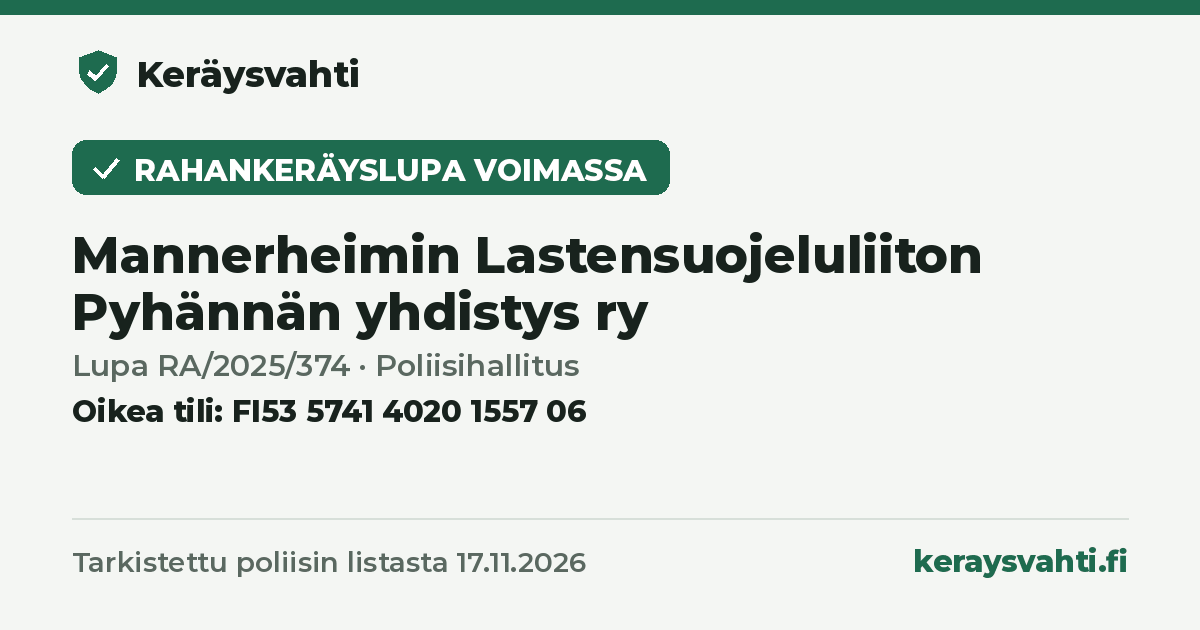 Keräysvahti
RAHANKERÄYSLUPA VOIMASSA
Mannerheimin Lastensuojeluliiton
Pyhännän yhdistys ry
Lupa RA/2025/374 · Poliisihallitus
Oikea tili: FI53 5741 4020 1557 06
Tarkistettu poliisin listasta 17.11.2026
keraysvahti.fi